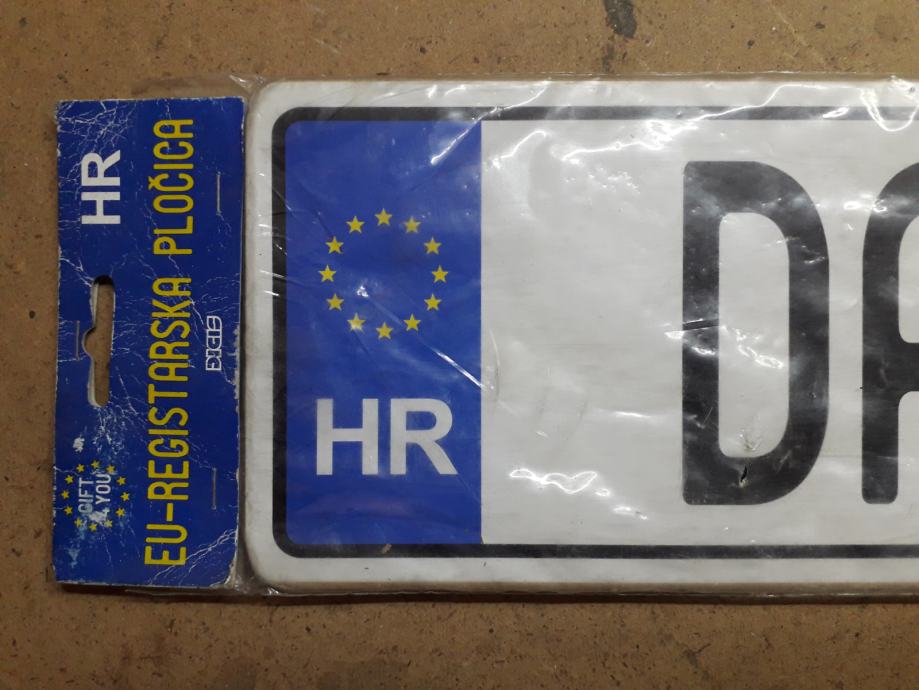 HR
EU-REGISTARSKA PLOČICA
GIFT
4 YOU
HR
DA